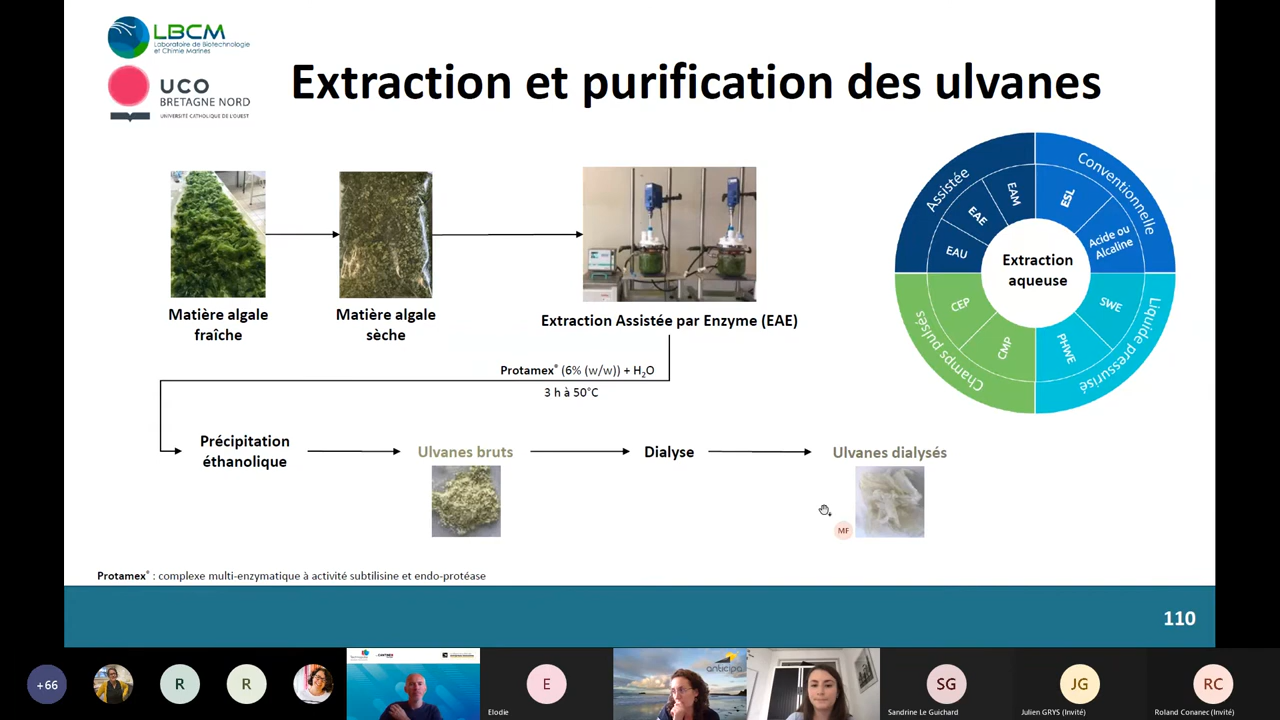 LBCM
Laboratoire de Biotechnologie
et Chimie Marines
UCO
BRETAGNE NORD
UNIVERSITÉ CATHOLIQUE DE L'OUEST
Extraction et purification des ulvanes
Matière algale
fraîche
Matière algale
sèche
Extraction Assistée par Enzyme (EAE)
Assistée
Conventionnelle
Liquide pressurisé
Champs pulsés
EAU
EAE
EAM
ESL
Acide ou
Alcaline
SWE
PHWE
CMP
CEP
Extraction
aqueuse
Protamex® (6% (w/w)) + H₂O
3 h à 50°C
Précipitation
éthanolique
Ulvanes bruts
Dialyse
Ulvanes dialysés
MF
Protamex® : complexe multi-enzymatique à activité subtilisine et endo-protéase
110
+66
R
R
E
Elodie
anticipa
SG
Sandrine Le Guichard
JG
Julien GRYS (Invité)
RC
Roland Conanec (Invité)